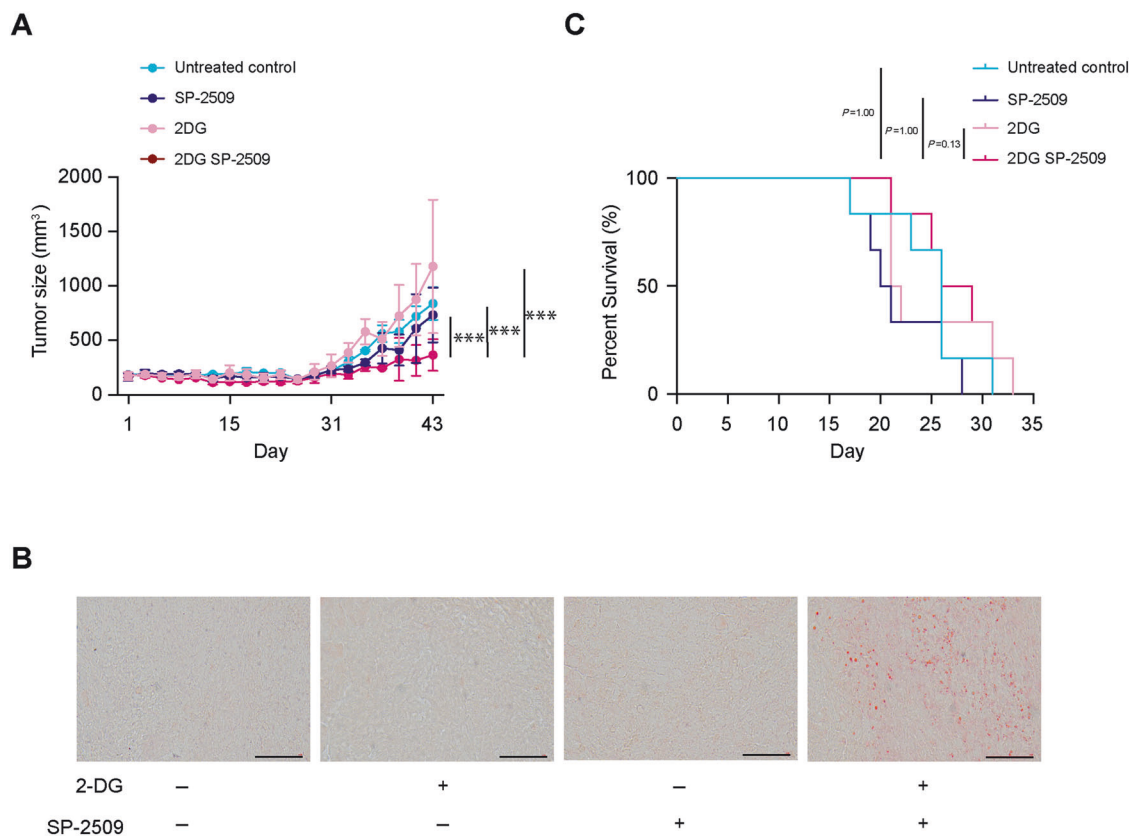 A
Untreated control
SP-2509
2DG
2DG SP-2509
2000
1500
1000
500
0
Tumor size (mm³)
1 15 31 43
Day
*** *** ***
C
Untreated control
SP-2509
2DG
2DG SP-2509
P=1.00
P=1.00
P=0.13
100
50
0
Percent Survival (%)
0 5 10 15 20 25 30 35
Day
B
2-DG – + – +
SP-2509 – – + +